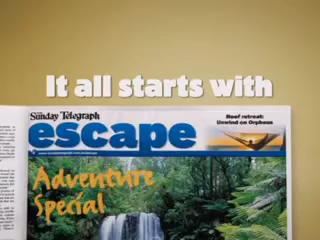 It all starts with
Sunday Telegraph
escape
Reef retreat:
Unwind on Orpheus
Adventure
Special